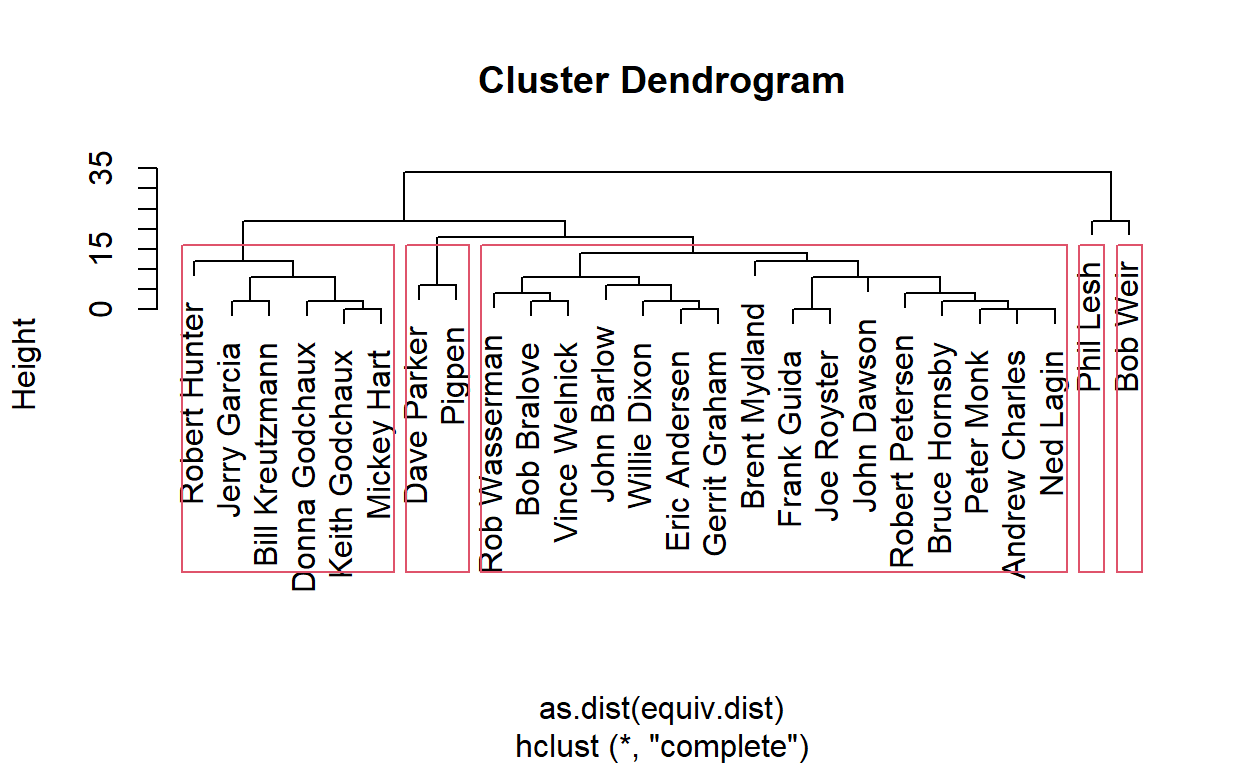 Cluster Dendrogram
Height
35
15
0
Robert Hunter
Jerry Garcia
Bill Kreutzmann
Donna Godchaux
Keith Godchaux
Mickey Hart
Dave Parker
Pigpen
Rob Wasserman
Bob Bralove
Vince Welnick
John Barlow
Willie Dixon
Eric Andersen
Gerrit Graham
Brent Mydland
Frank Guida
Joe Royster
John Dawson
Robert Petersen
Bruce Hornsby
Peter Monk
Andrew Charles
Ned Lagin
Phil Lesh
Bob Weir
as.dist(equiv.dist)
hclust (*, "complete")